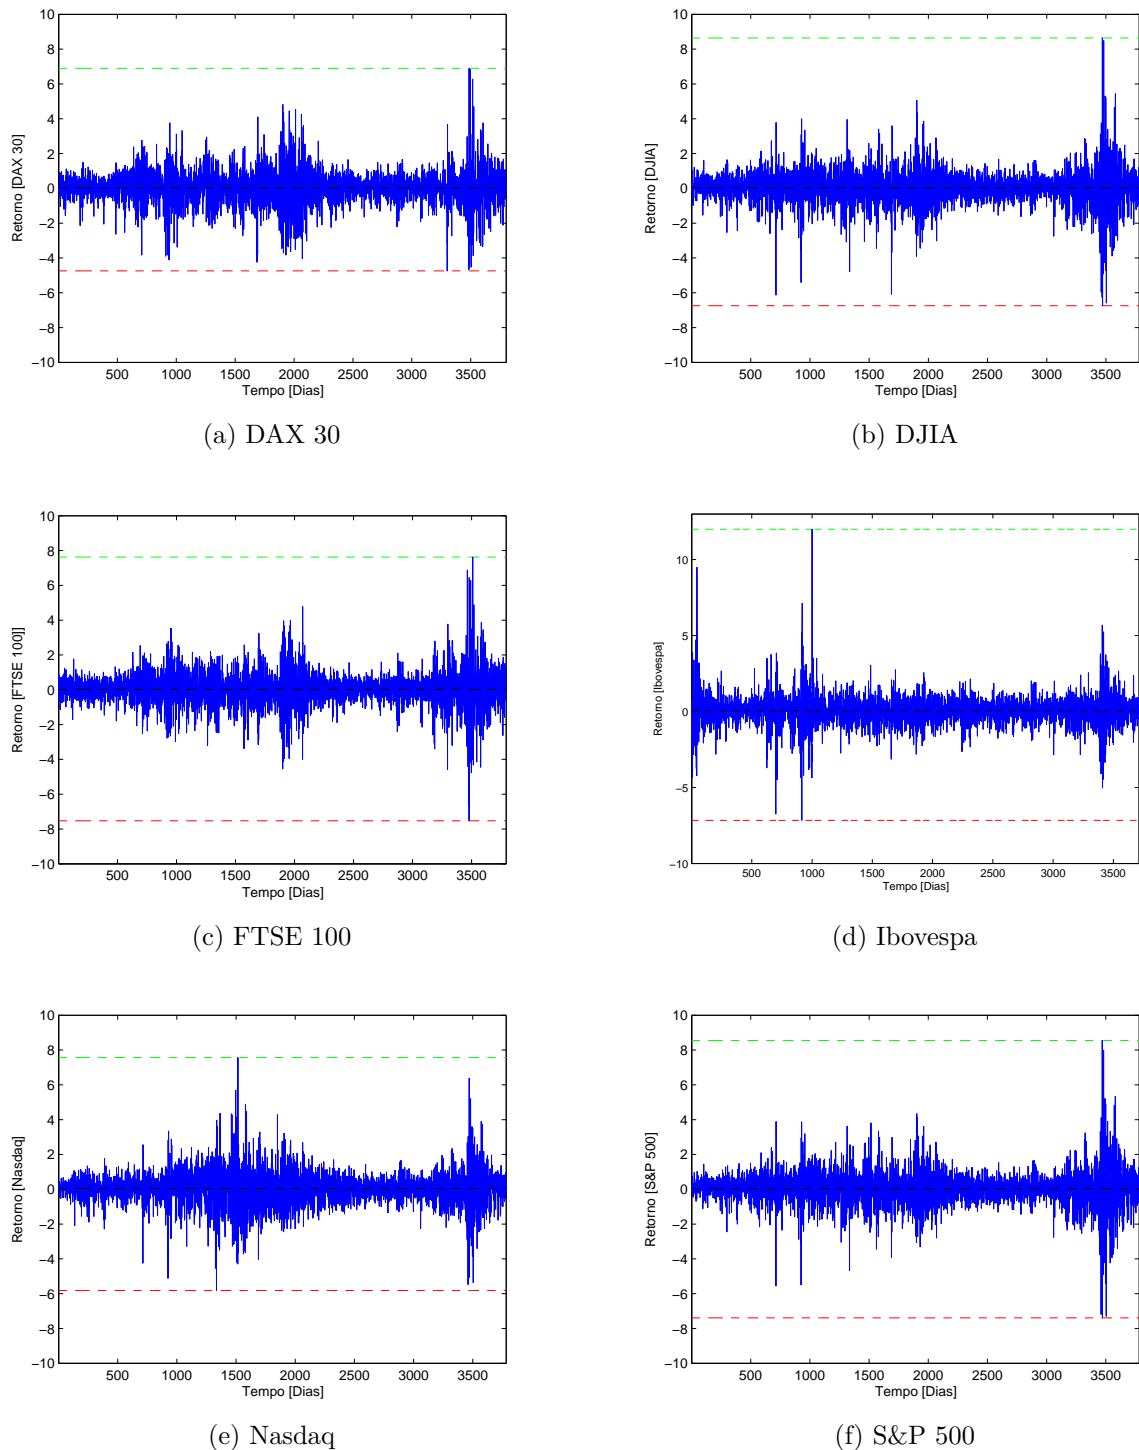 10
8
6
4
2
0
−2
−4
−6
−8
−10
500 1000 1500 2000 2500 3000 3500
Tempo [Dias]
Retorno [DAX 30]
(a) DAX 30
10
8
6
4
2
0
−2
−4
−6
−8
−10
500 1000 1500 2000 2500 3000 3500
Tempo [Dias]
Retorno [DJIA]
(b) DJIA
10
8
6
4
2
0
−2
−4
−6
−8
−10
500 1000 1500 2000 2500 3000 3500
Tempo [Dias]
Retorno [FTSE 100]]
(c) FTSE 100
10
5
0
−5
−10
500 1000 1500 2000 2500 3000 3500
Tempo [Dias]
Retorno [Ibovespa]
(d) Ibovespa
10
8
6
4
2
0
−2
−4
−6
−8
−10
500 1000 1500 2000 2500 3000 3500
Tempo [Dias]
Retorno [Nasdaq]
(e) Nasdaq
10
8
6
4
2
0
−2
−4
−6
−8
−10
500 1000 1500 2000 2500 3000 3500
Tempo [Dias]
Retorno [S&P 500]
(f) S&P 500